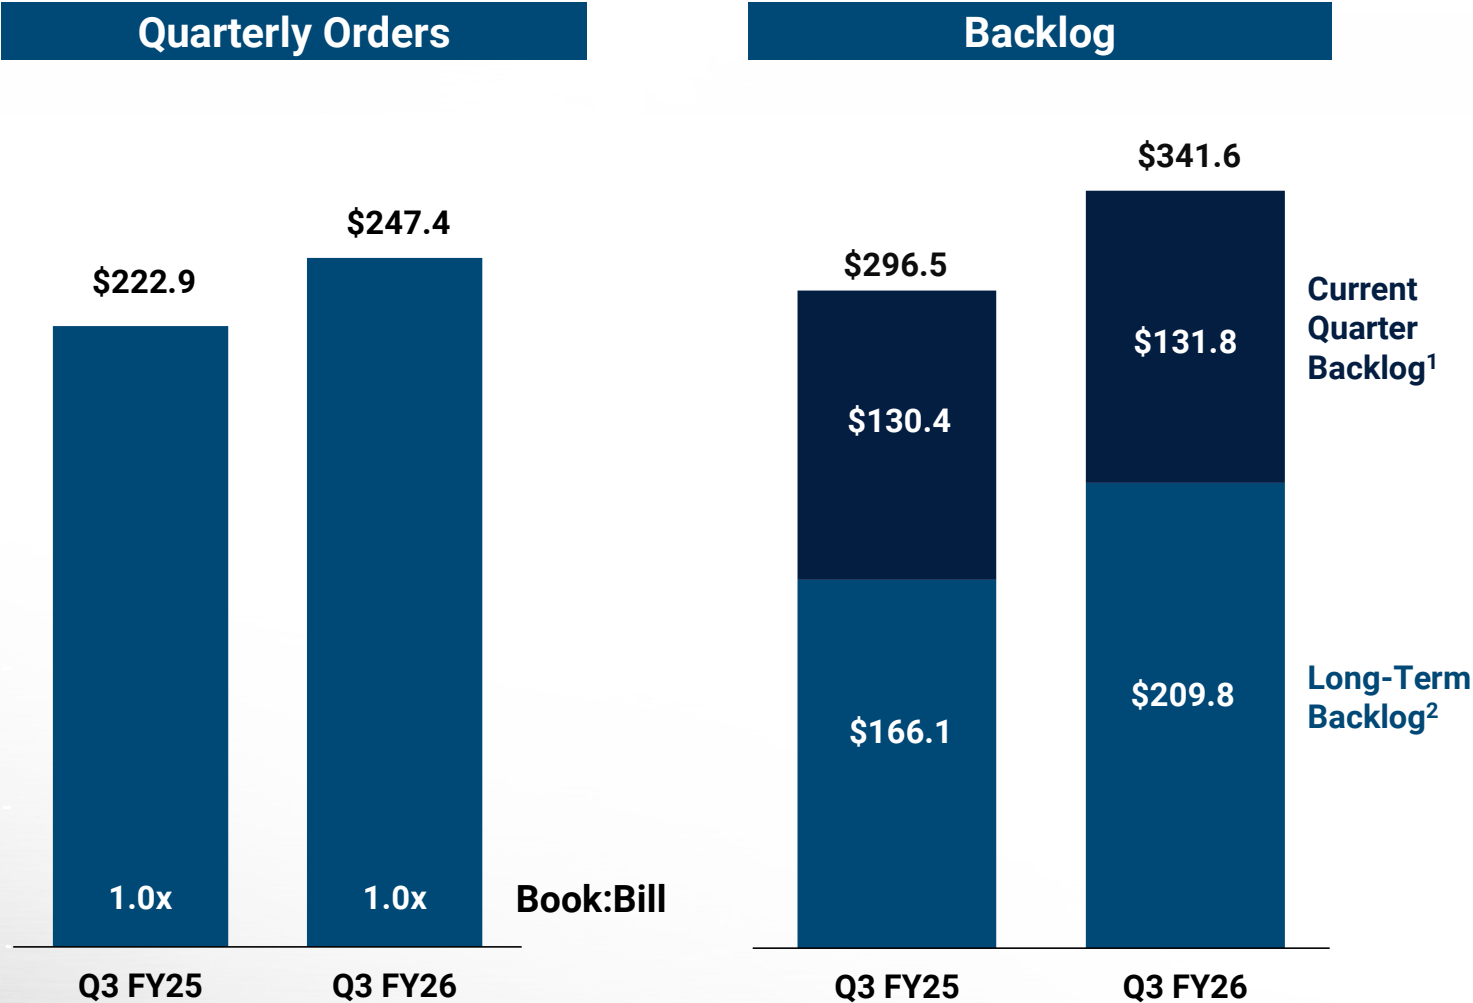 Quarterly Orders
$222.9
$247.4
1.0x
1.0x
Book:Bill
Q3 FY25
Q3 FY26
Backlog
$296.5
$341.6
$130.4
$131.8
Current
Quarter
Backlog¹
$166.1
$209.8
Long-Term
Backlog²
Q3 FY25
Q3 FY26